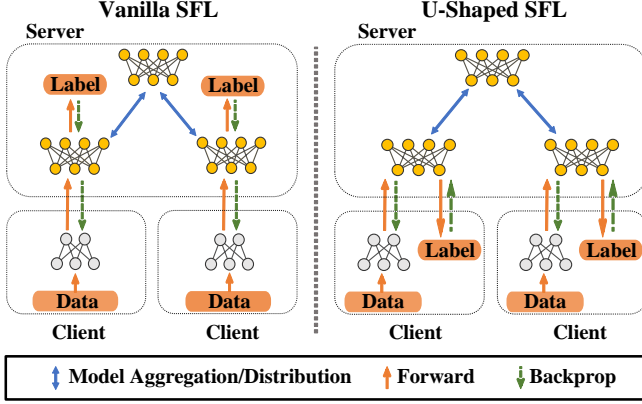 Vanilla SFL
U-Shaped SFL
Server
Server
Label
Label
Label
Label
Data
Data
Data
Data
Client
Client
Client
Client
Model Aggregation/Distribution
Forward
Backprop